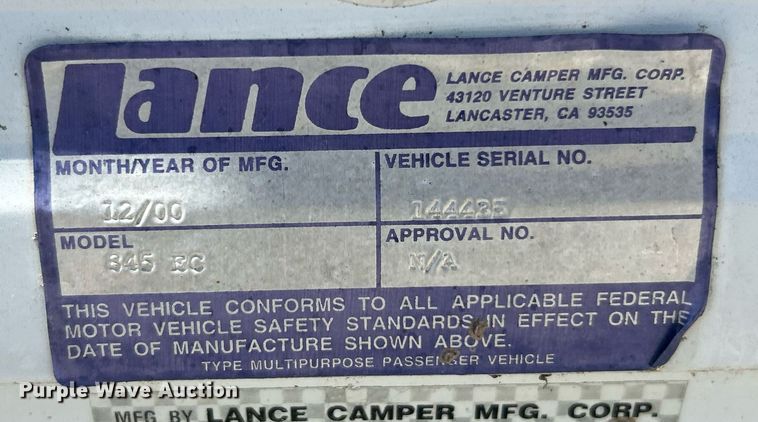 Lance
LANCE CAMPER MFG. CORP.
43120 VENTURE STREET
LANCASTER, CA 93535
MONTH/YEAR OF MFG.
12/00
VEHICLE SERIAL NO.
144485
MODEL
845 EC
APPROVAL NO.
N/A
THIS VEHICLE CONFORMS TO ALL APPLICABLE FEDERAL
MOTOR VEHICLE SAFETY STANDARDS IN EFFECT ON THE
DATE OF MANUFACTURE SHOWN ABOVE.
TYPE MULTIPURPOSE PASSENGER VEHICLE
Purple Wave Auction
MFG BY LANCE CAMPER MFG. CORP.